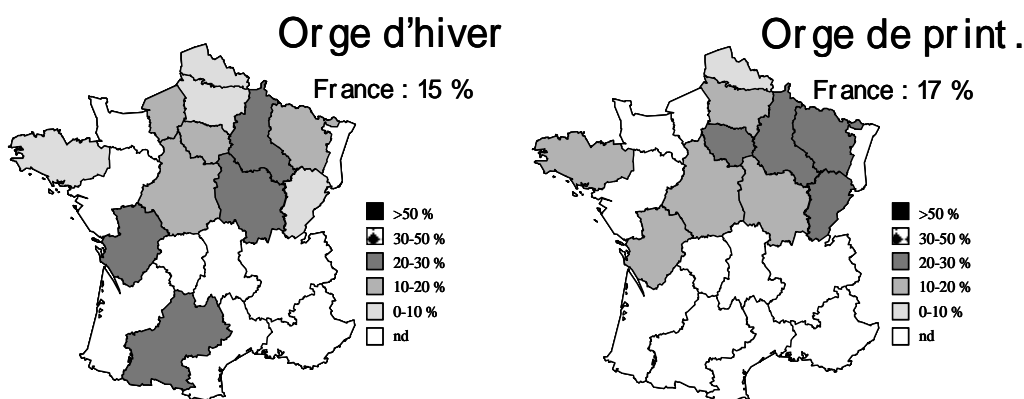 Orge d'hiver
France : 15 %
>50 %
30-50 %
20-30 %
10-20 %
0-10 %
nd
Orge de print.
France : 17 %
>50 %
30-50 %
20-30 %
10-20 %
0-10 %
nd